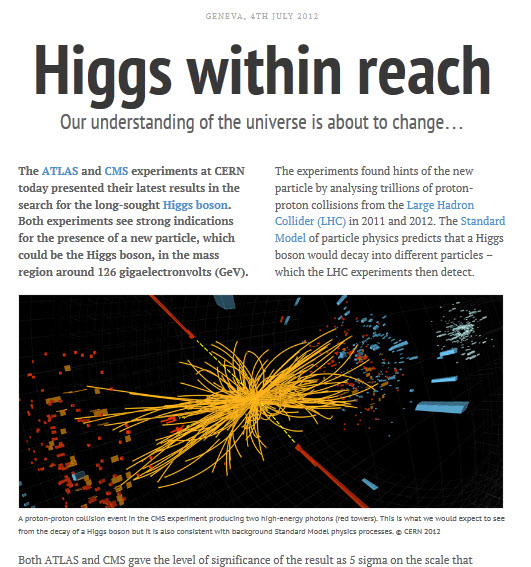 GENEVA, 4TH JULY 2012
Higgs within reach
Our understanding of the universe is about to change...
The ATLAS and CMS experiments at CERN
today presented their latest results in the
search for the long-sought Higgs boson.
Both experiments see strong indications
for the presence of a new particle, which
could be the Higgs boson, in the mass
region around 126 gigaelectronvolts (GeV).
The experiments found hints of the new
particle by analysing trillions of proton-
proton collisions from the Large Hadron
Collider (LHC) in 2011 and 2012. The Standard
Model of particle physics predicts that a Higgs
boson would decay into different particles –
which the LHC experiments then detect.
A proton-proton collision event in the CMS experiment producing two high-energy photons (red towers). This is what we would expect to see
from the decay of a Higgs boson but it is also consistent with background Standard Model physics processes. © CERN 2012
Both ATLAS and CMS gave the level of significance of the result as 5 sigma on the scale that